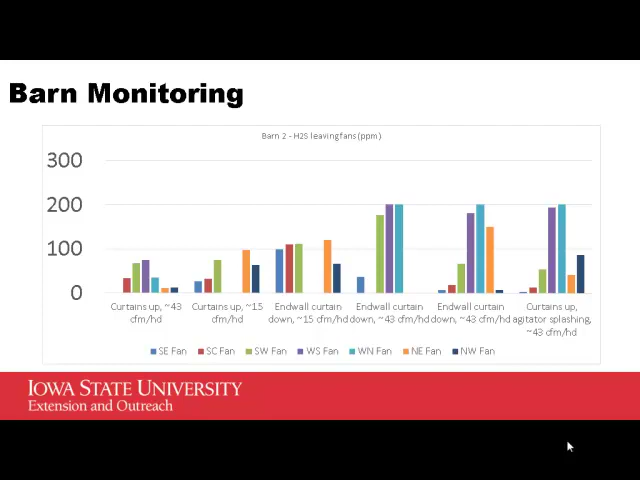 Barn Monitoring
Barn 2 - H2S leaving fans (ppm)
300
200
100
0
Curtains up, ~43 cfm/hd
Curtains up, ~15 cfm/hd
Endwall curtain down, ~15 cfm/hd
Endwall curtain down, ~43 cfm/hd
Endwall curtain down, ~43 cfm/hd
Curtains up, agitator splashing, ~43 cfm/hd
SE Fan SC Fan SW Fan WS Fan WN Fan NE Fan NW Fan
IOWA STATE UNIVERSITY
Extension and Outreach